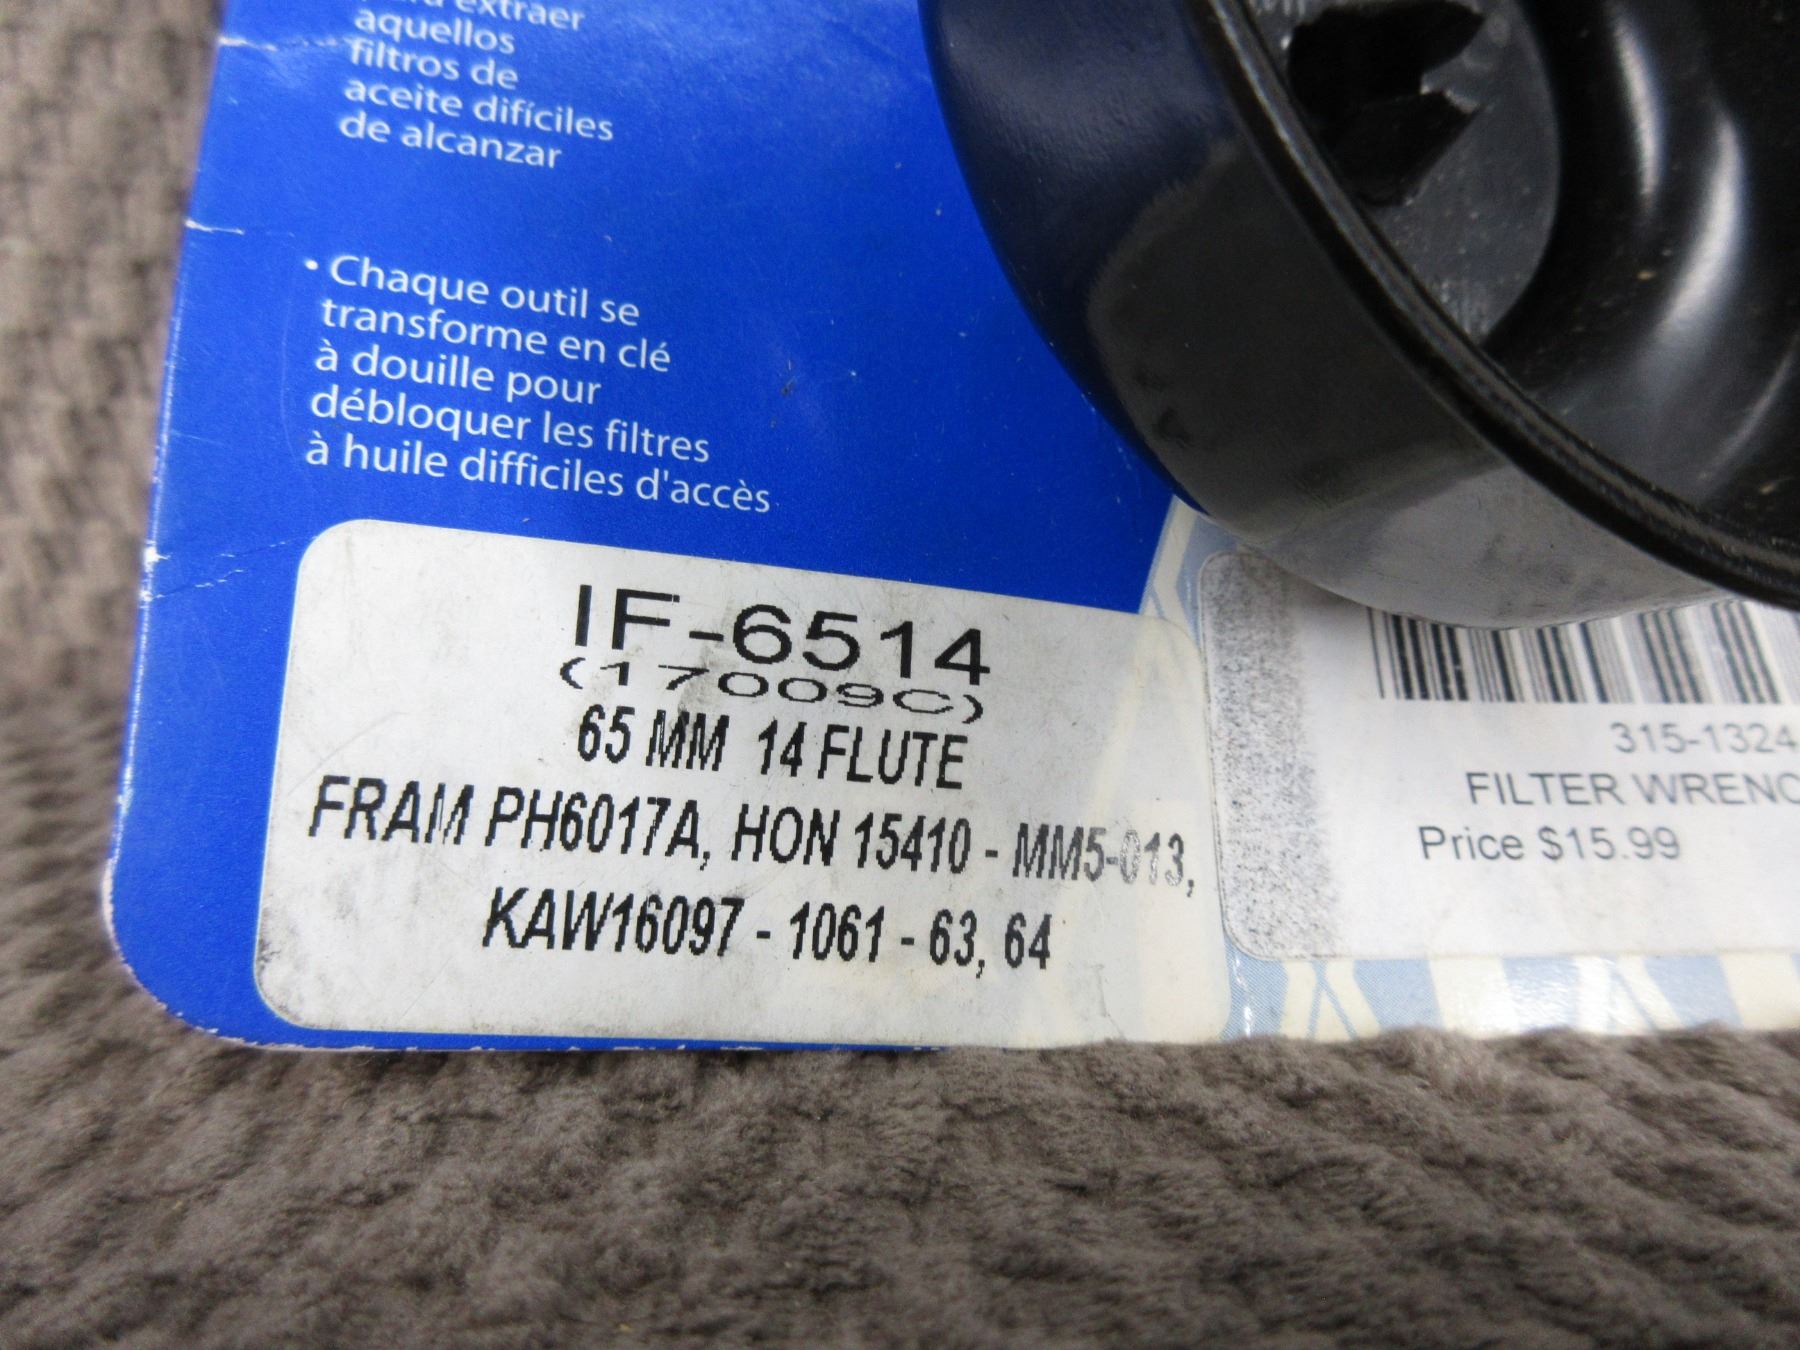 extraer
aquellos
filtros de
aceite difíciles
de alcanzar
• Chaque outil se
transforme en clé
à douille pour
débloquer les filtres
à huile difficiles d'accès
IF-6514
(17009C)
65 MM 14 FLUTE
FRAM PH6017A, HON 15410 - MM5-013,
KAW16097 - 1061 - 63, 64
315-1324
FILTER WRENC
Price $15.99